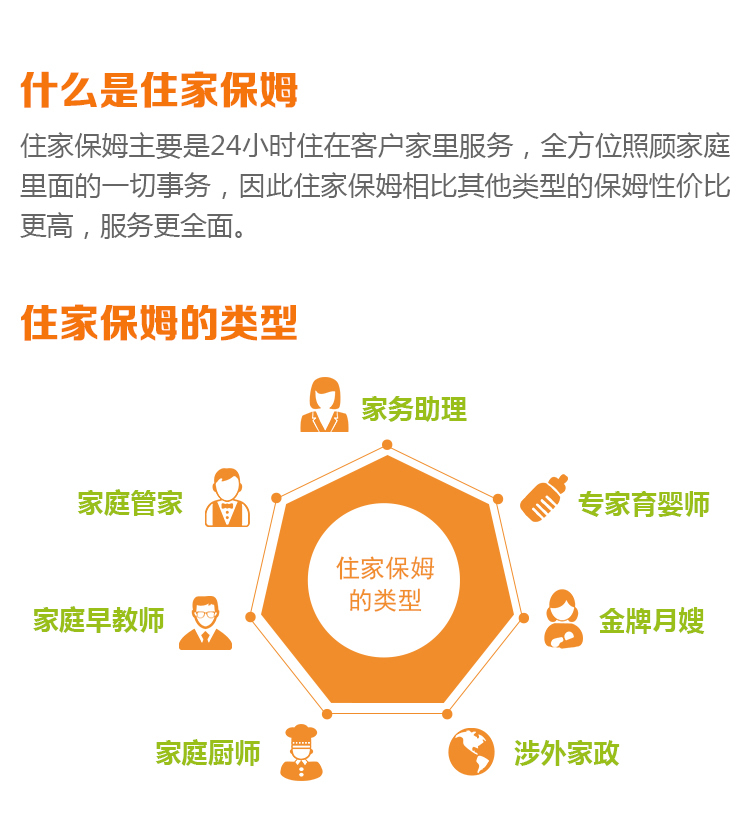 什么是住家保姆
住家保姆主要是24小时住在客户家里服务，全方位照顾家庭
里面的一切事务，因此住家保姆相比其他类型的保姆性价比
更高，服务更全面。
住家保姆的类型
家务助理
家庭管家
专家育婴师
住家保姆
的类型
家庭早教师
金牌月嫂
家庭厨师
涉外家政